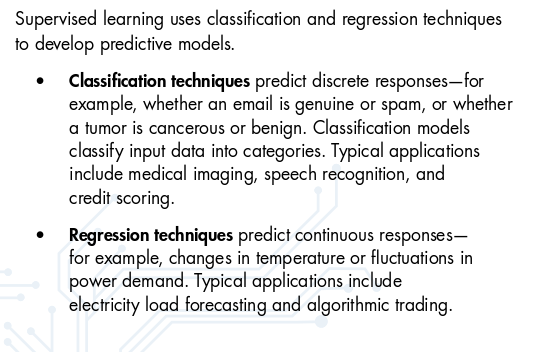 Supervised learning uses classification and regression techniques
to develop predictive models.
• Classification techniques predict discrete responses—for
example, whether an email is genuine or spam, or whether
a tumor is cancerous or benign. Classification models
classify input data into categories. Typical applications
include medical imaging, speech recognition, and
credit scoring.
• Regression techniques predict continuous responses—
for example, changes in temperature or fluctuations in
power demand. Typical applications include
electricity load forecasting and algorithmic trading.